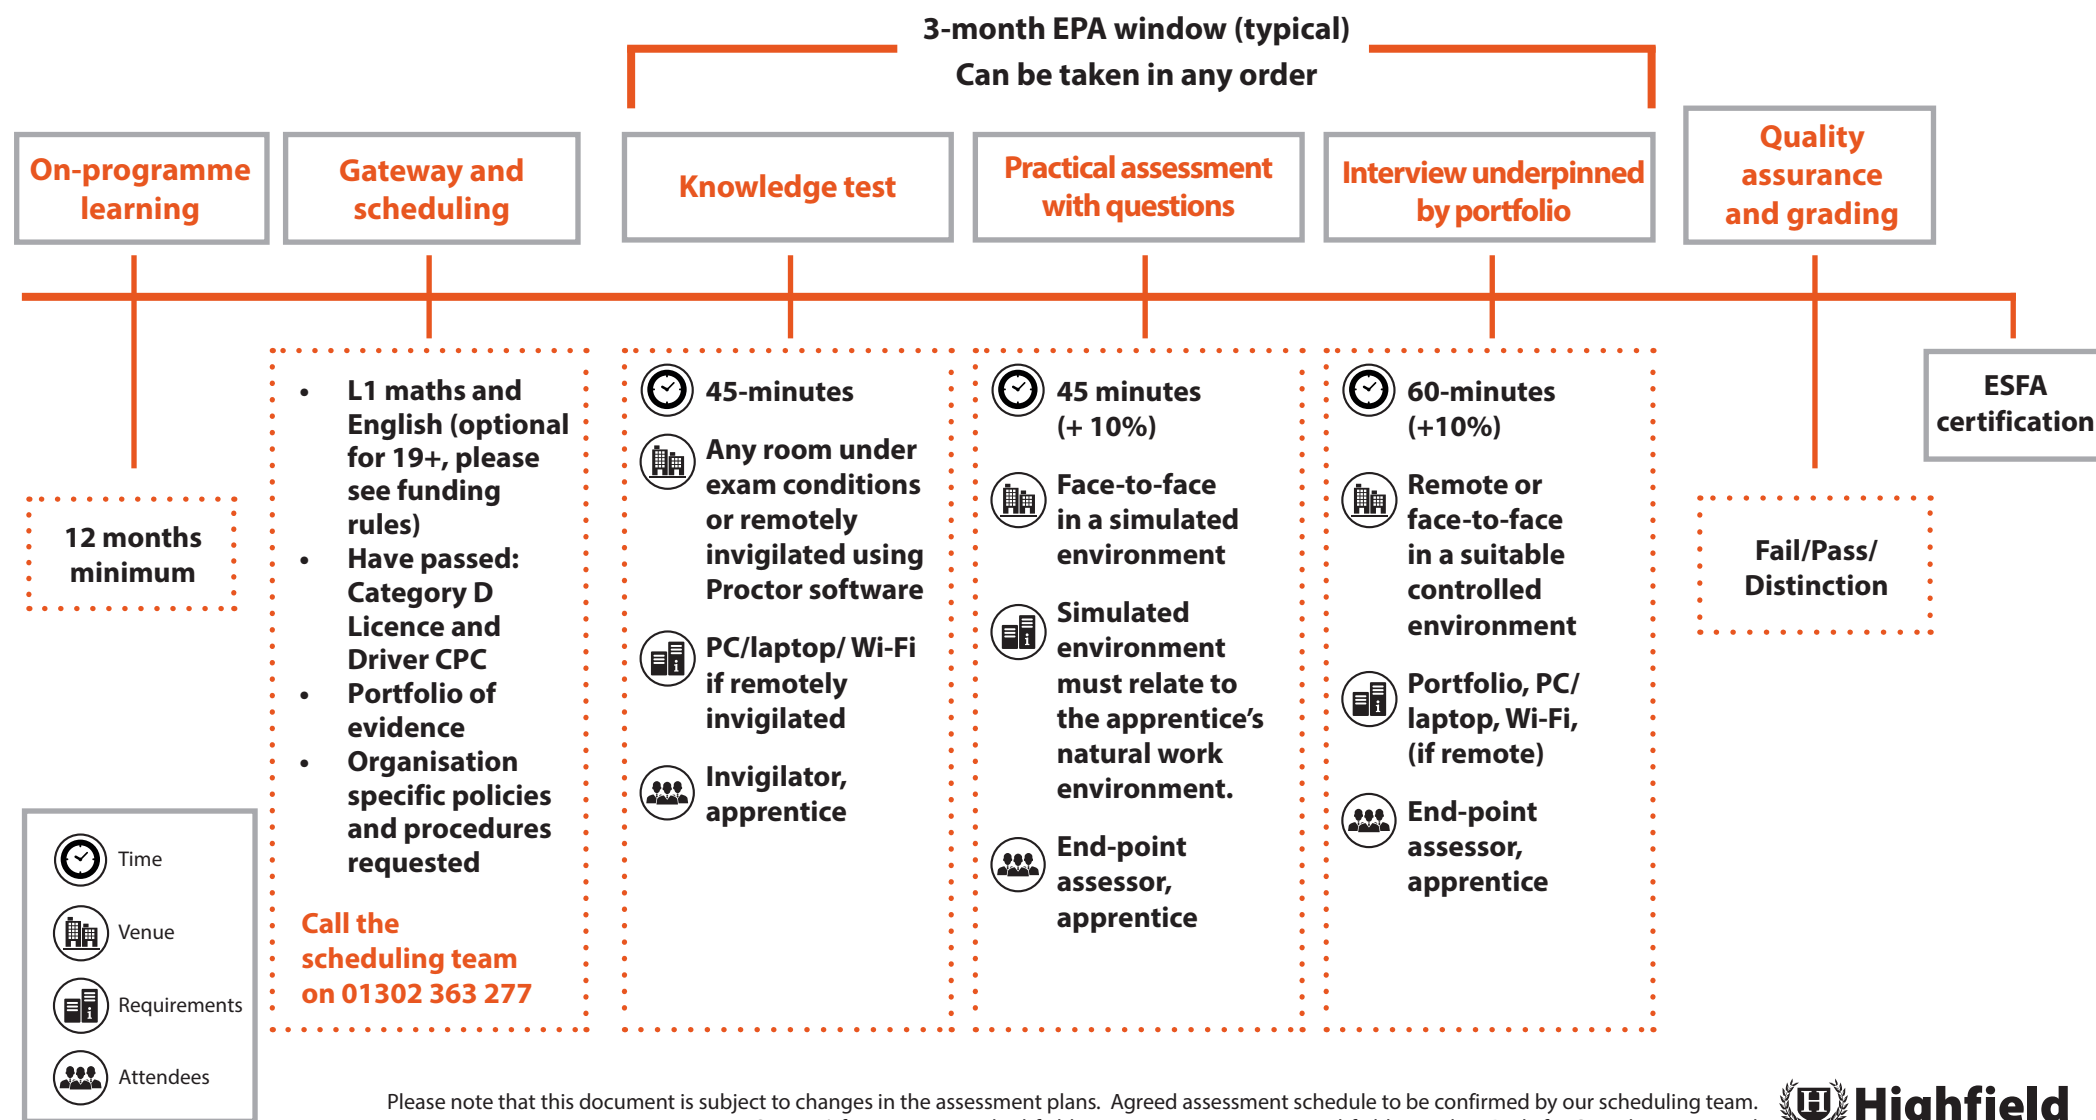 3-month EPA window (typical)
Can be taken in any order
On-programme
learning
Gateway and
scheduling
Knowledge test
Practical assessment
with questions
Interview underpinned
by portfolio
Quality
assurance
and grading
12 months
minimum
• L1 maths and
English (optional
for 19+, please
see funding
rules)
• Have passed:
Category D
Licence and
Driver CPC
• Portfolio of
evidence
• Organisation
specific policies
and procedures
requested
Call the
scheduling team
on 01302 363 277
45-minutes
Any room under
exam conditions
or remotely
invigilated using
Proctor software
PC/laptop/ Wi-Fi
if remotely
invigilated
Invigilator,
apprentice
45 minutes
(+ 10%)
Face-to-face
in a simulated
environment
Simulated
environment
must relate to
the apprentice's
natural work
environment.
End-point
assessor,
apprentice
60-minutes
(+10%)
Remote or
face-to-face
in a suitable
controlled
environment
Portfolio, PC/
laptop, Wi-Fi,
(if remote)
End-point
assessor,
apprentice
Fail/Pass/
Distinction
ESFA
certification
Time
Venue
Requirements
Attendees
Please note that this document is subject to changes in the assessment plans. Agreed assessment schedule to be confirmed by our scheduling team.
H Highfield